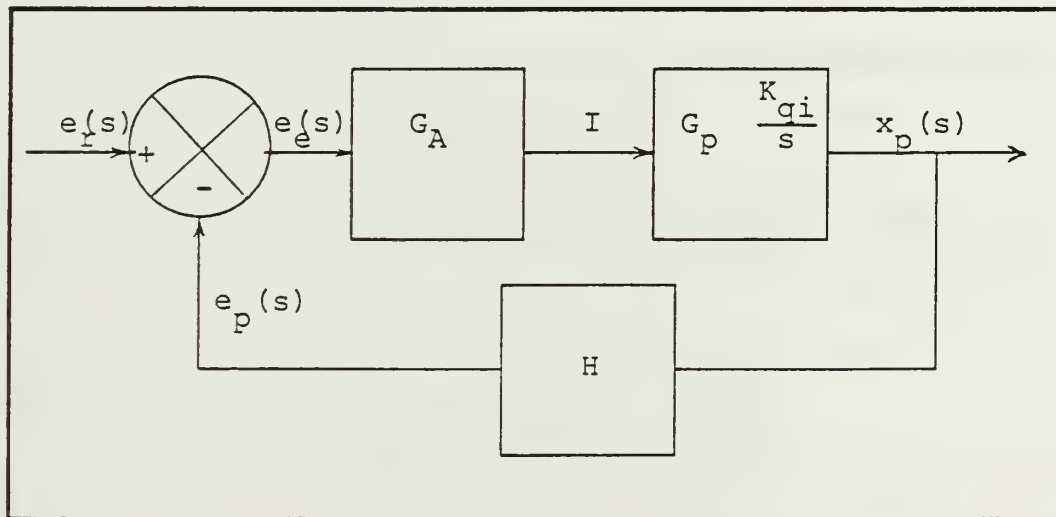 e_r(s)
+
-
e_e(s)
G_A
I
G_p K_qi/s
x_p(s)
e_p(s)
H